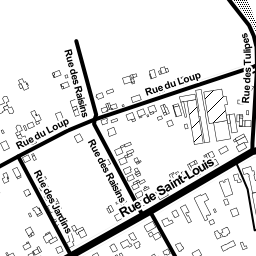 Rue des Tulipes
Rue des Raisins
Rue du Loup
Rue du Loup
Rue des Raisins
Rue de Saint-Louis
Rue des Jardins